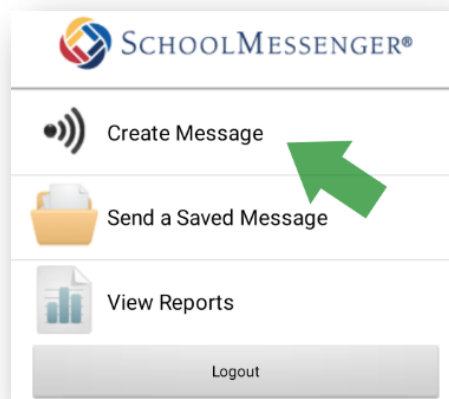 SCHOOLMESSENGER®
Create Message
Send a Saved Message
View Reports
Logout